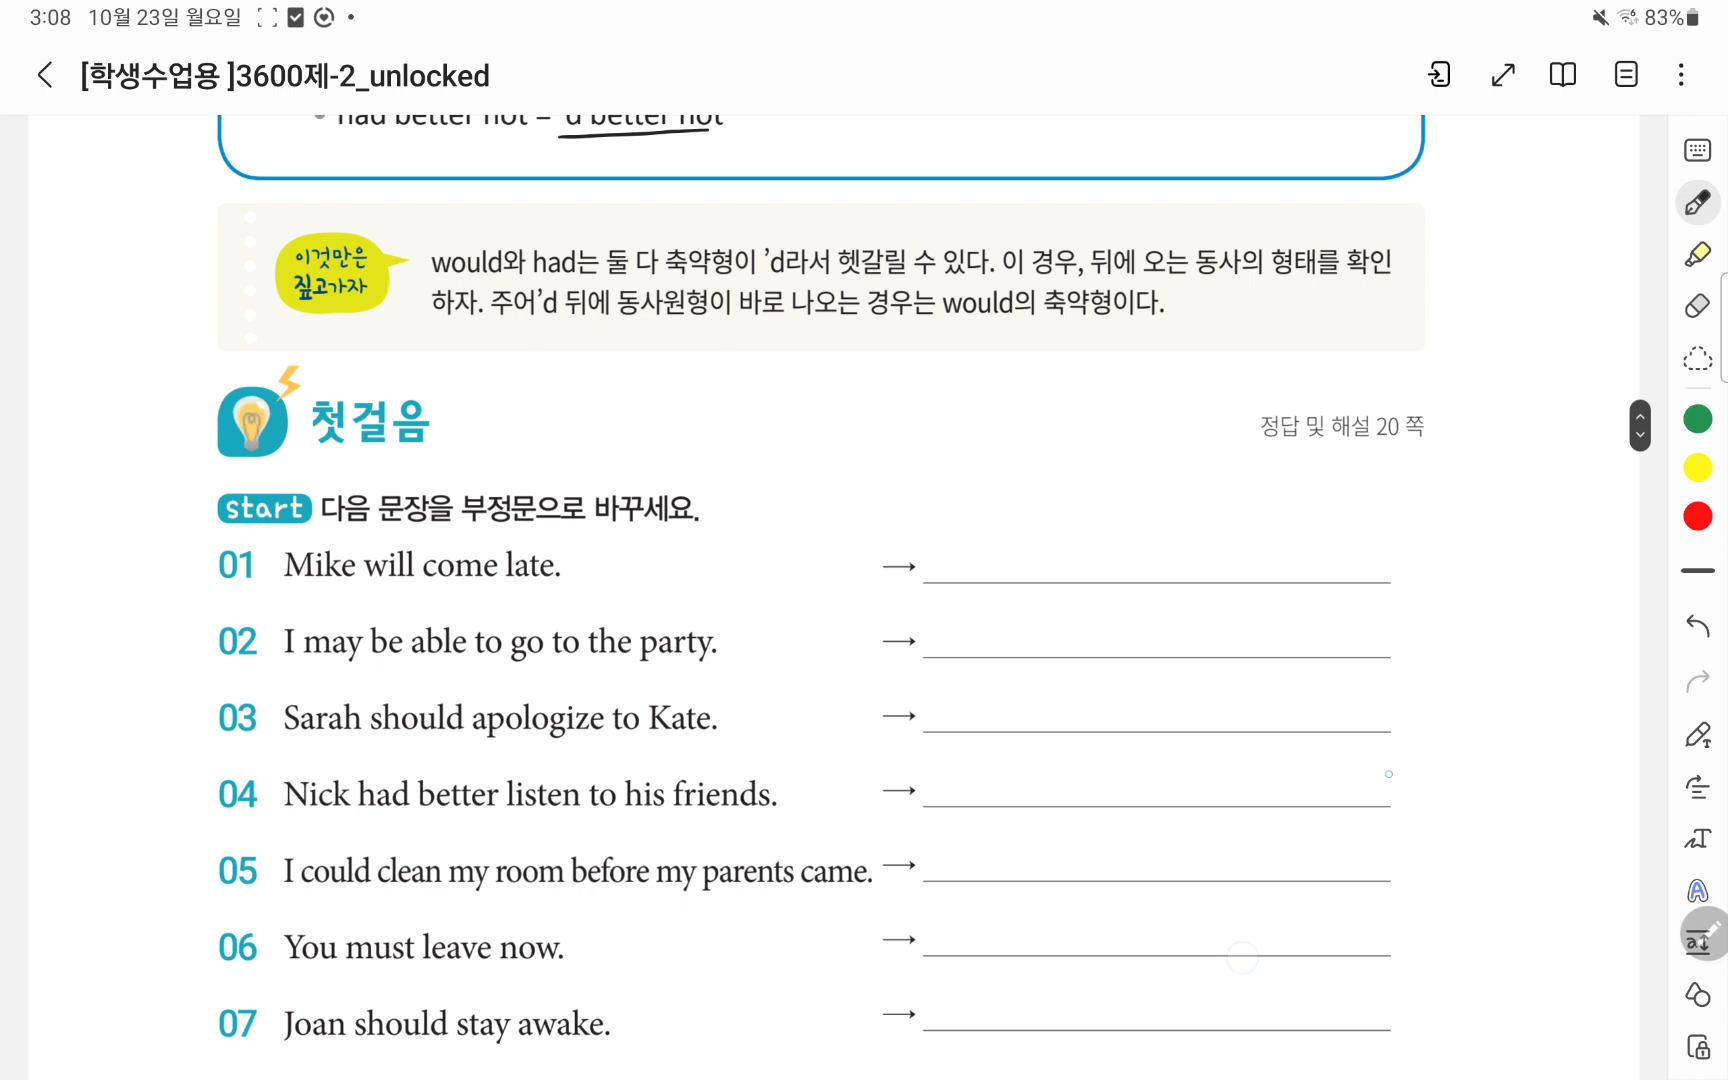 3:08 10월 23일 월요일
83%
[학생수업용 ]3600제-2_unlocked
had better not = ’d better not
이것만은
짚고가자
would와 had는 둘 다 축약형이 ’d라서 헷갈릴 수 있다. 이 경우, 뒤에 오는 동사의 형태를 확인
하자. 주어’d 뒤에 동사원형이 바로 나오는 경우는 would의 축약형이다.
첫걸음
정답 및 해설 20 쪽
start 다음 문장을 부정문으로 바꾸세요.
01 Mike will come late. →
02 I may be able to go to the party. →
03 Sarah should apologize to Kate. →
04 Nick had better listen to his friends. →
05 I could clean my room before my parents came. →
06 You must leave now. →
07 Joan should stay awake. →